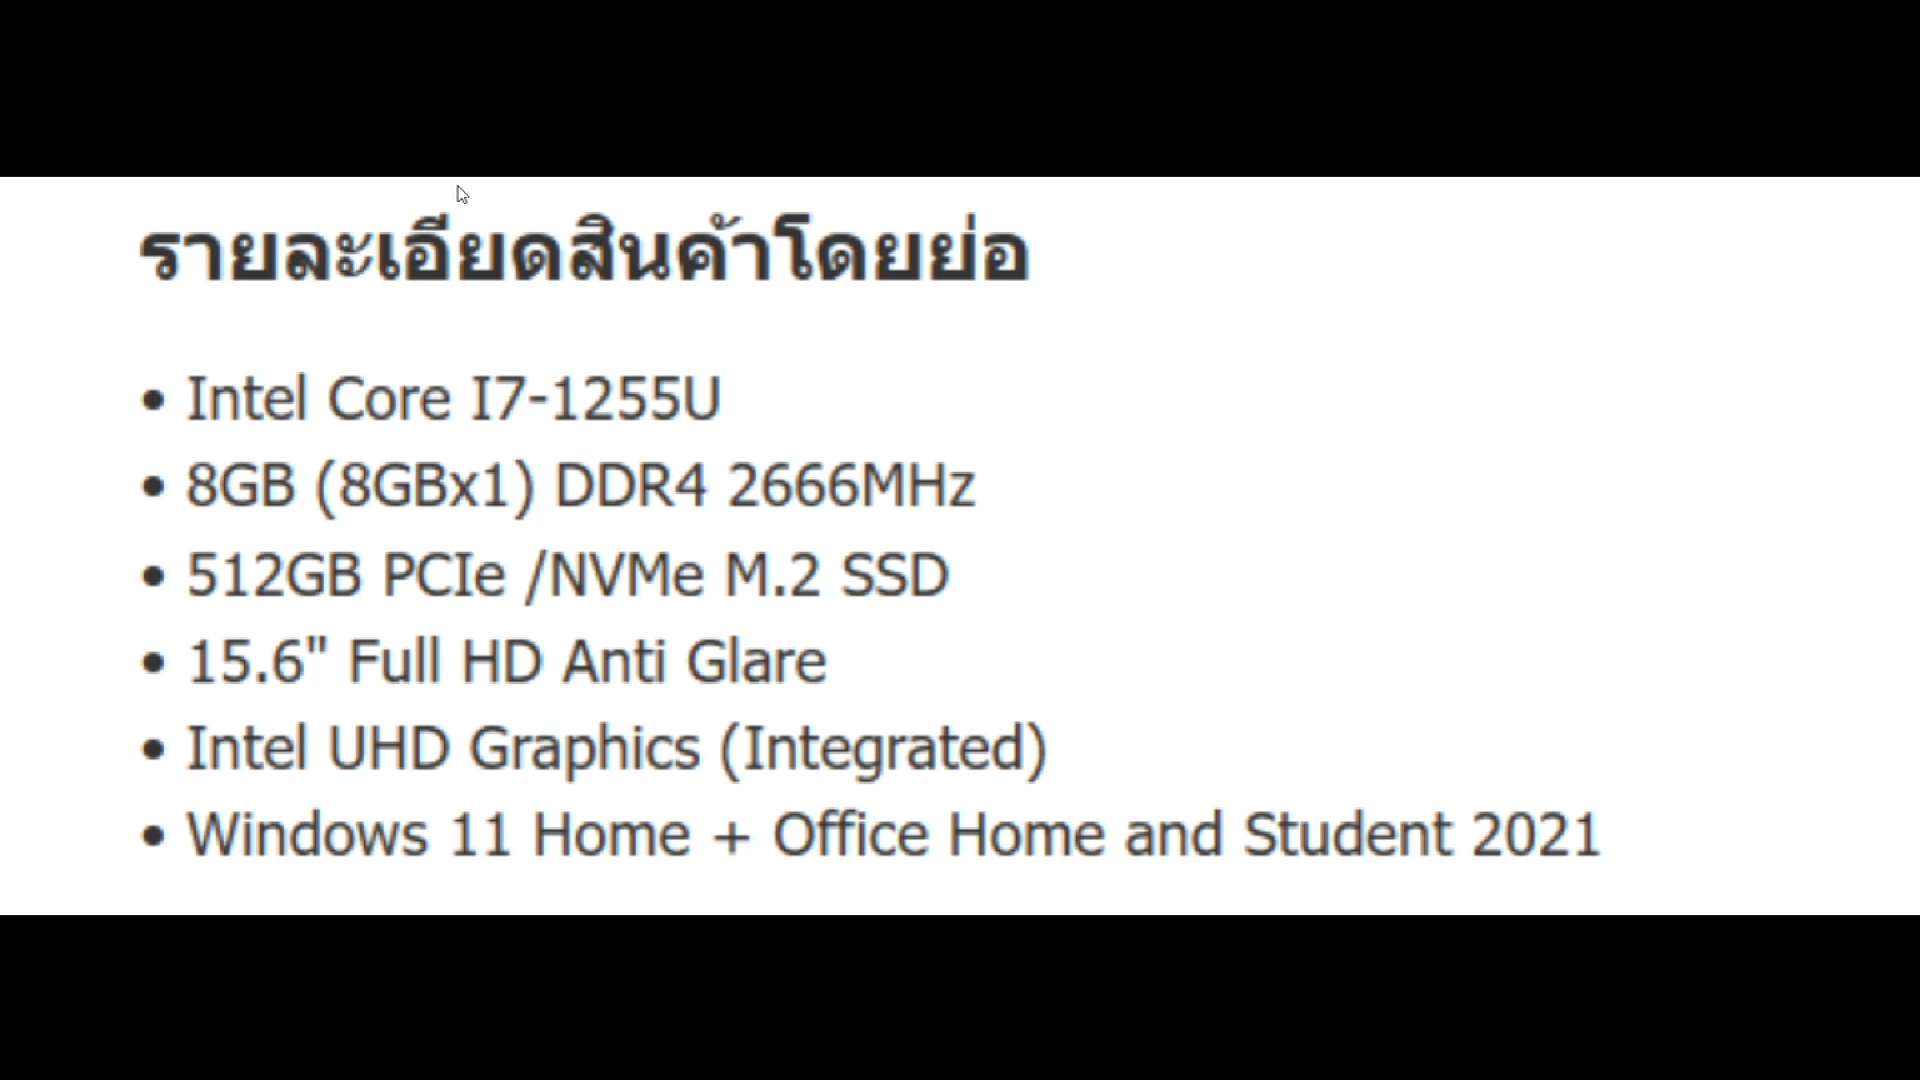 รายละเอียดสินค้าโดยย่อ
• Intel Core I7-1255U
• 8GB (8GBx1) DDR4 2666MHz
• 512GB PCIe /NVMe M.2 SSD
• 15.6" Full HD Anti Glare
• Intel UHD Graphics (Integrated)
• Windows 11 Home + Office Home and Student 2021